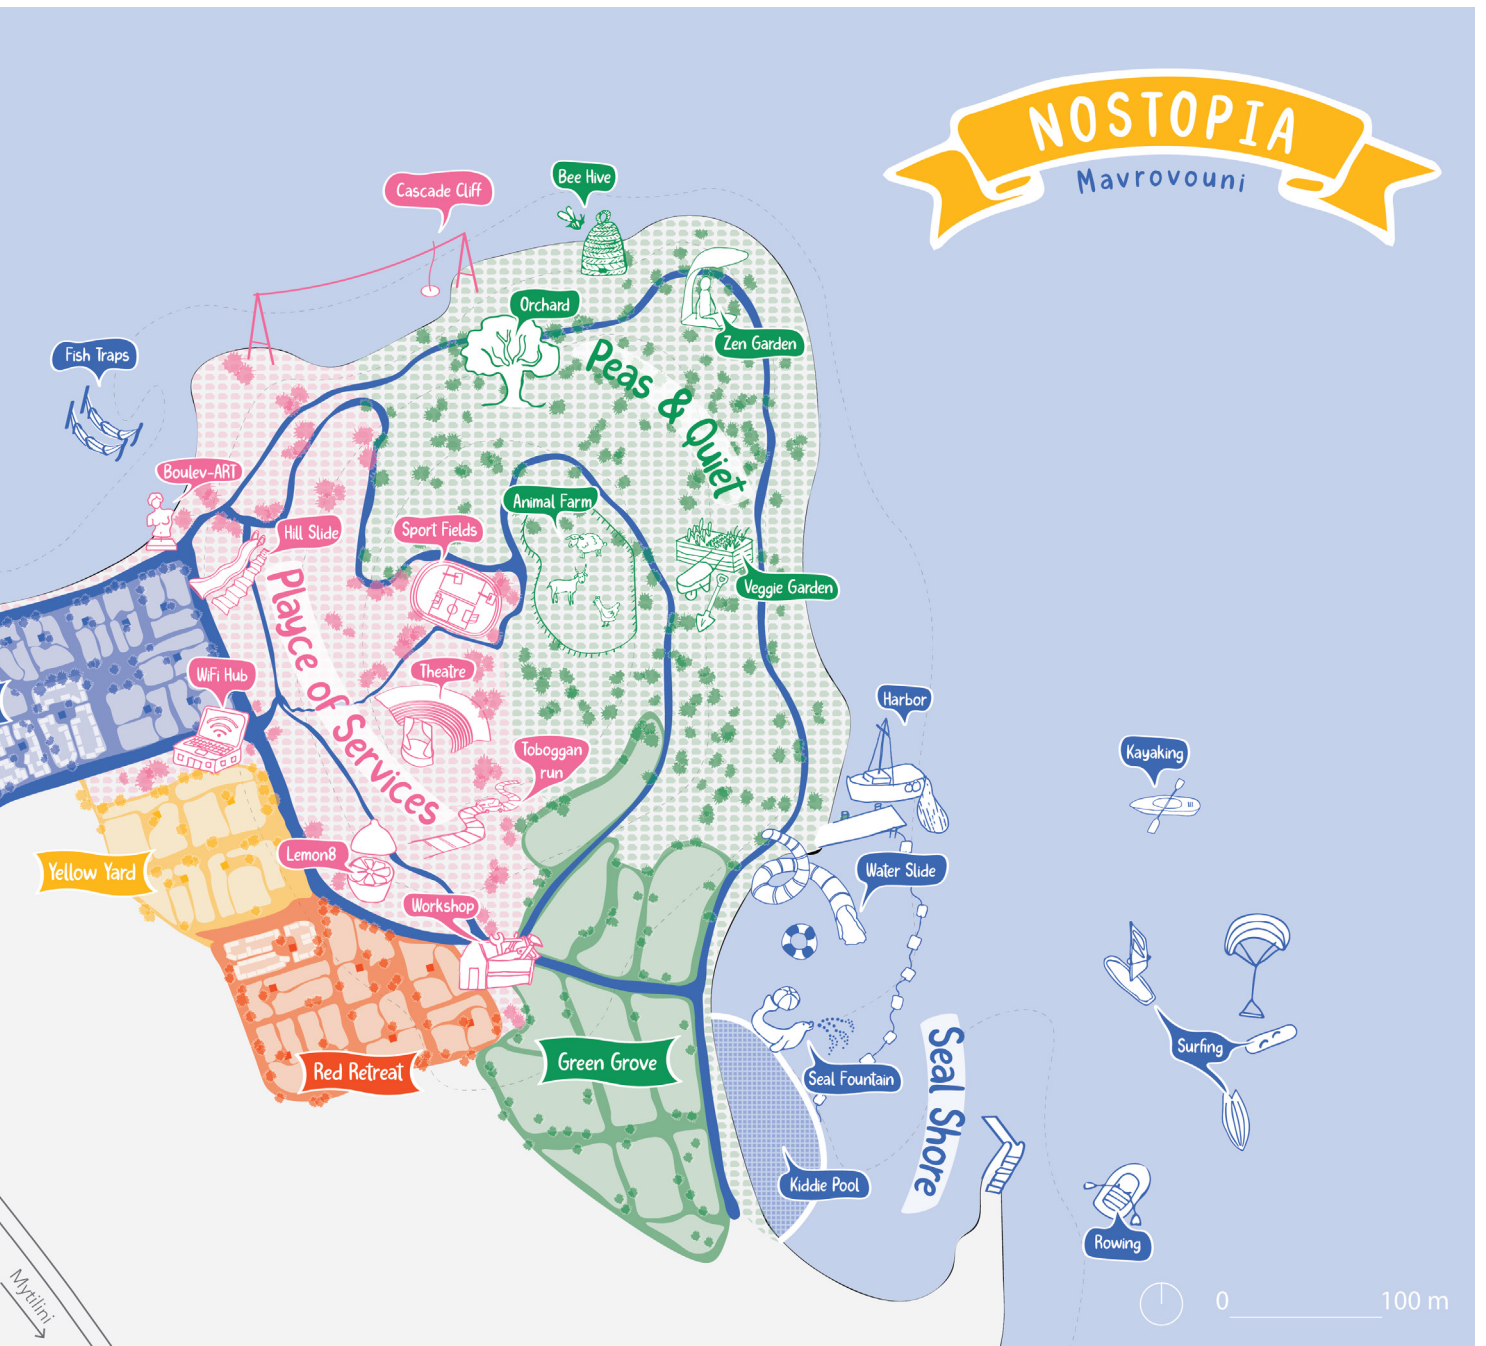 NOSTOPIA
Mavrovouni
Cascade Cliff
Bee Hive
Orchard
Zen Garden
Fish Traps
Peas & Quiet
Boulev-ART
Hill Slide
Sport Fields
Animal Farm
Veggie Garden
Playce of Services
WiFi Hub
Theatre
Harbor
Toboggan
run
Kayaking
Yellow Yard
Lemon8
Water Slide
Workshop
Surfing
Red Retreat
Green Grove
Seal Fountain
Seal Shore
Kiddie Pool
Rowing
Mytilini
0 100 m